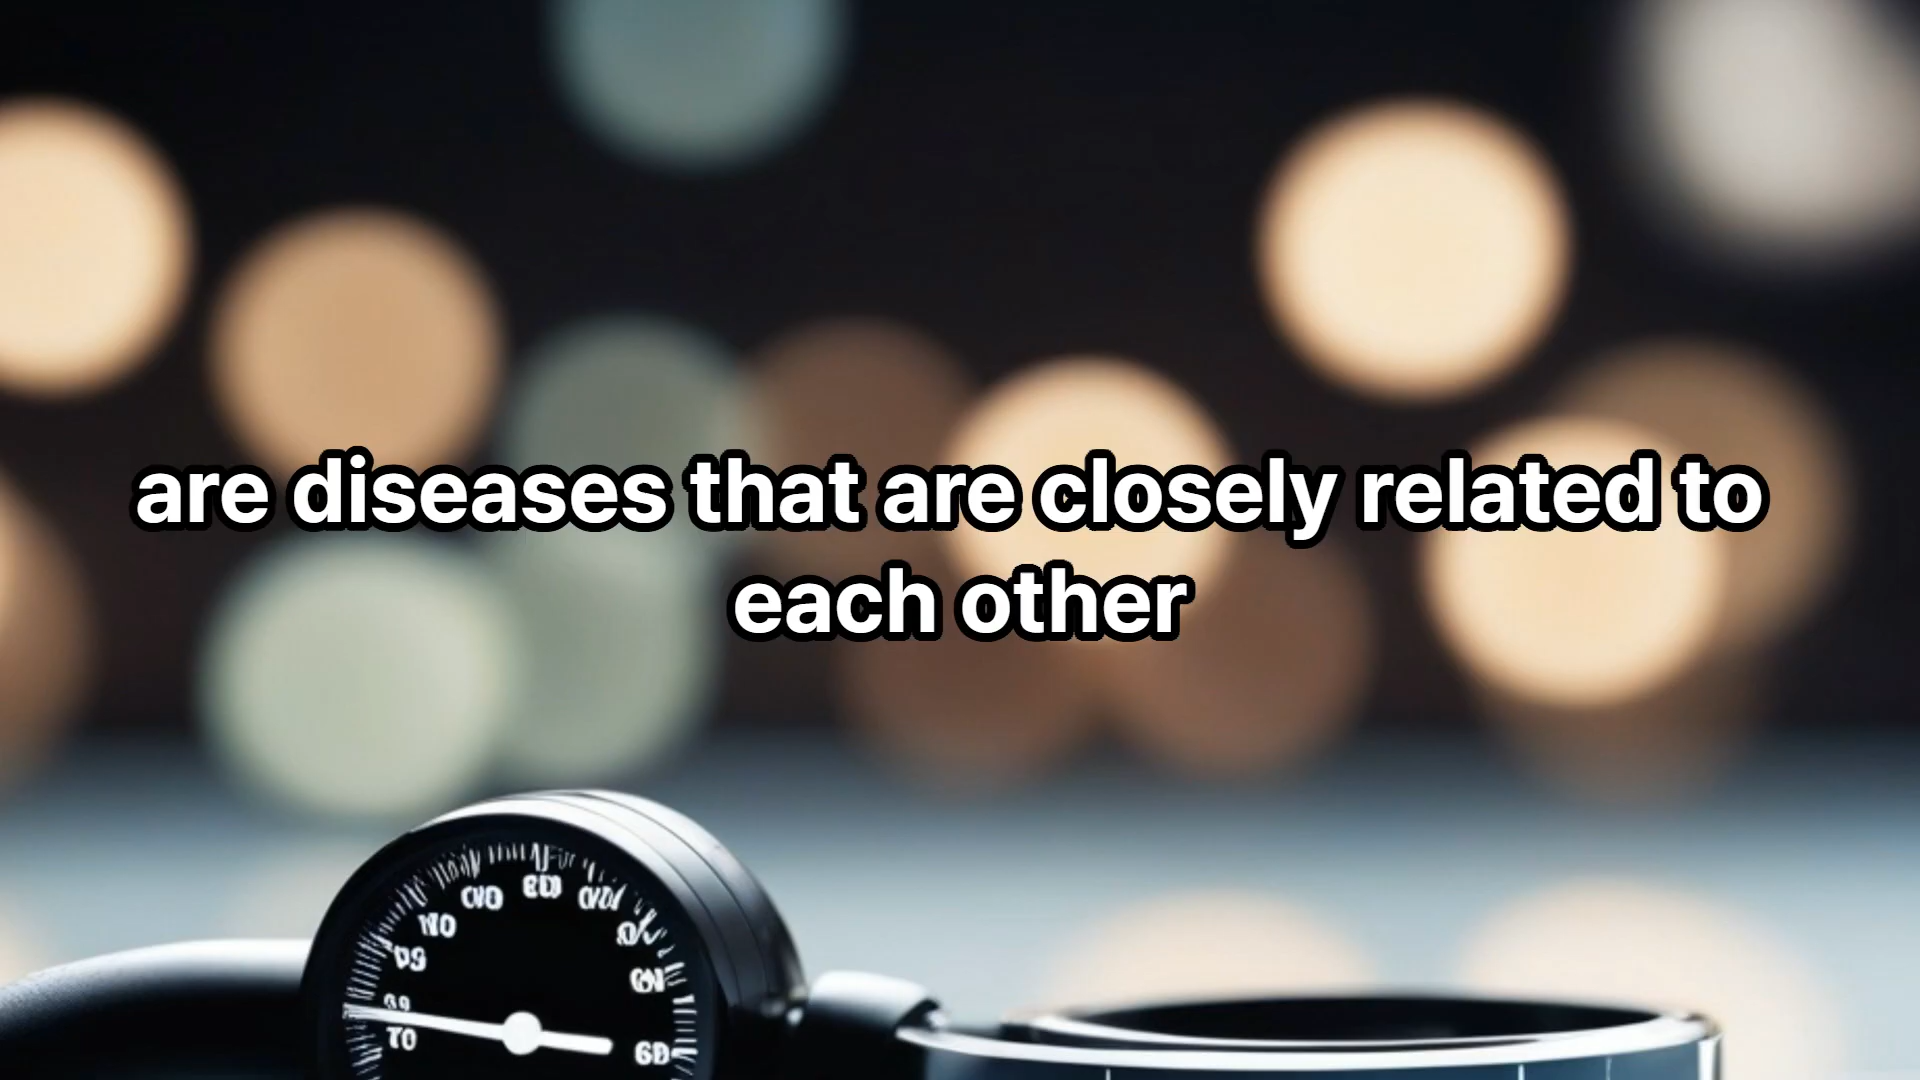 are diseases that are closely related to
each other